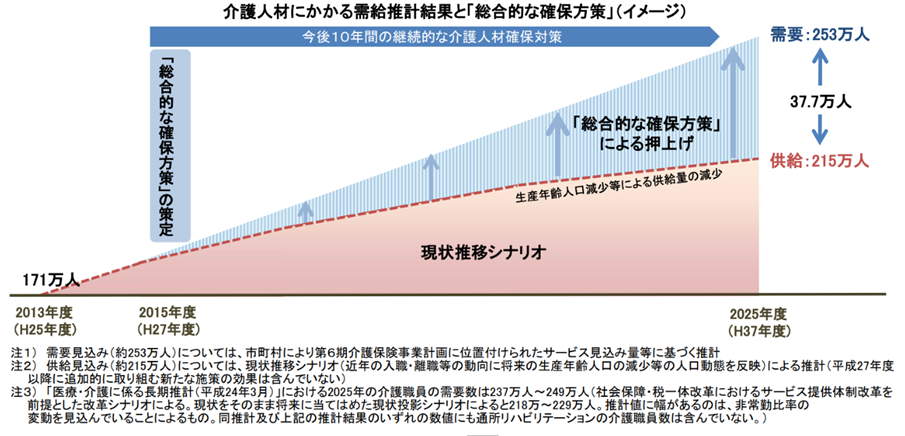 介護人材にかかる需給推計結果と「総合的な確保方策」(イメージ)
今後１０年間の継続的な介護人材確保対策
「総合的な確保方策」の策定
需要:253万人
37.7万人
供給:215万人
「総合的な確保方策」
による押上げ
生産年齢人口減少等による供給量の減少
現状推移シナリオ
171万人
2013年度
(H25年度)
2015年度
(H27年度)
2025年度
(H37年度)
注１) 需要見込み(約253万人)については、市町村により第６期介護保険事業計画に位置付けられたサービス見込み量等に基づく推計
注２) 供給見込み(約215万人)については、現状推移シナリオ(近年の入職・離職等の動向に将来の生産年齢人口の減少等の人口動態を反映)による推計(平成27年度
以降に追加的に取り組む新たな施策の効果は含んでいない)
注３) 「医療・介護に係る長期推計(平成24年３月)」における2025年の介護職員の需要数は237万人～249万人(社会保障・税一体改革におけるサービス提供体制改革を
前提とした改革シナリオによる。現状をそのまま将来に当てはめた現状投影シナリオによると218万人～229万人。推計値に幅があるのは、非常勤比率の
変動を見込んでいることによるもの。同推計及び上記の推計結果のいずれの数値にも通所リハビリテーションの介護職員数は含んでいない。)